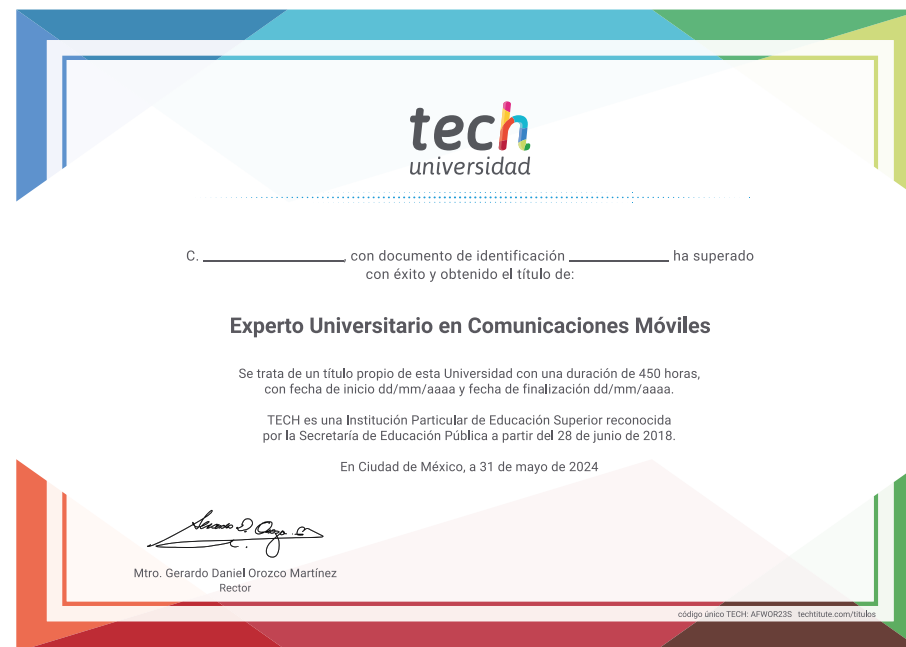 tech
universidad
C. ____________, con documento de identificación ____________ ha superado
con éxito y obtenido el título de:
Experto Universitario en Comunicaciones Móviles
Se trata de un título propio de esta Universidad con una duración de 450 horas,
con fecha de inicio dd/mm/aaaa y fecha de finalización dd/mm/aaaa.
TECH es una Institución Particular de Educación Superior reconocida
por la Secretaría de Educación Pública a partir del 28 de junio de 2018.
En Ciudad de México, a 31 de mayo de 2024
Mtro. Gerardo Daniel Orozco Martínez
Rector
código único TECH: AFWOR23S techtitute.com/titulos